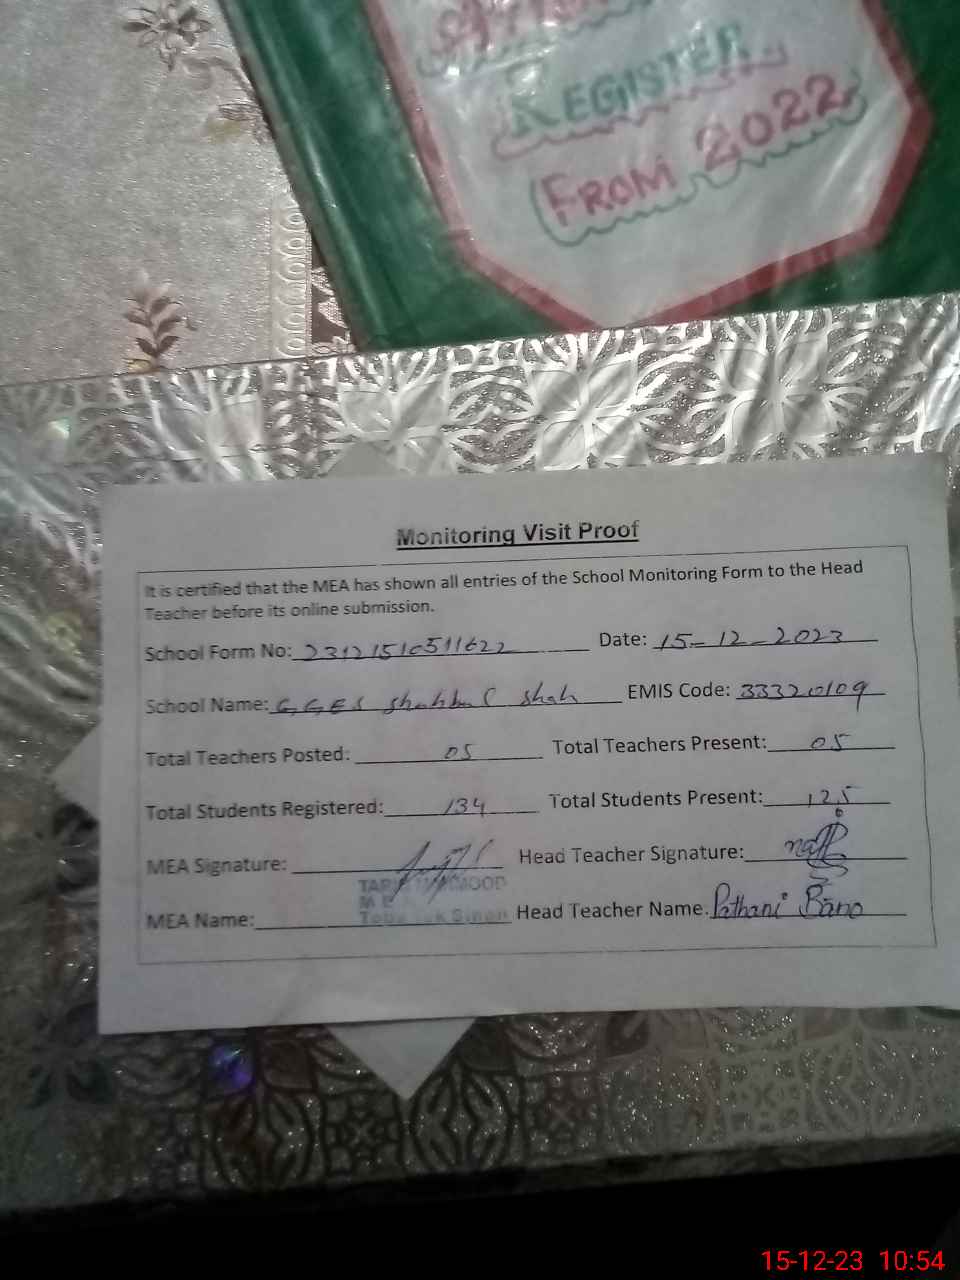 REGISTER
FROM 2022
Monitoring Visit Proof
It is certified that the MEA has shown all entries of the School Monitoring Form to the Head
Teacher before its online submission.
School Form No: 23121510511622 Date: 15-12-2023
School Name: G,G,E,S Shah EMIS Code: 33320109
Total Teachers Posted: 05 Total Teachers Present: 05
Total Students Registered: 134 Total Students Present: 125
MEA Signature: Head Teacher Signature:
MEA Name: Head Teacher Name. Pathani Bano
15-12-23 10:54